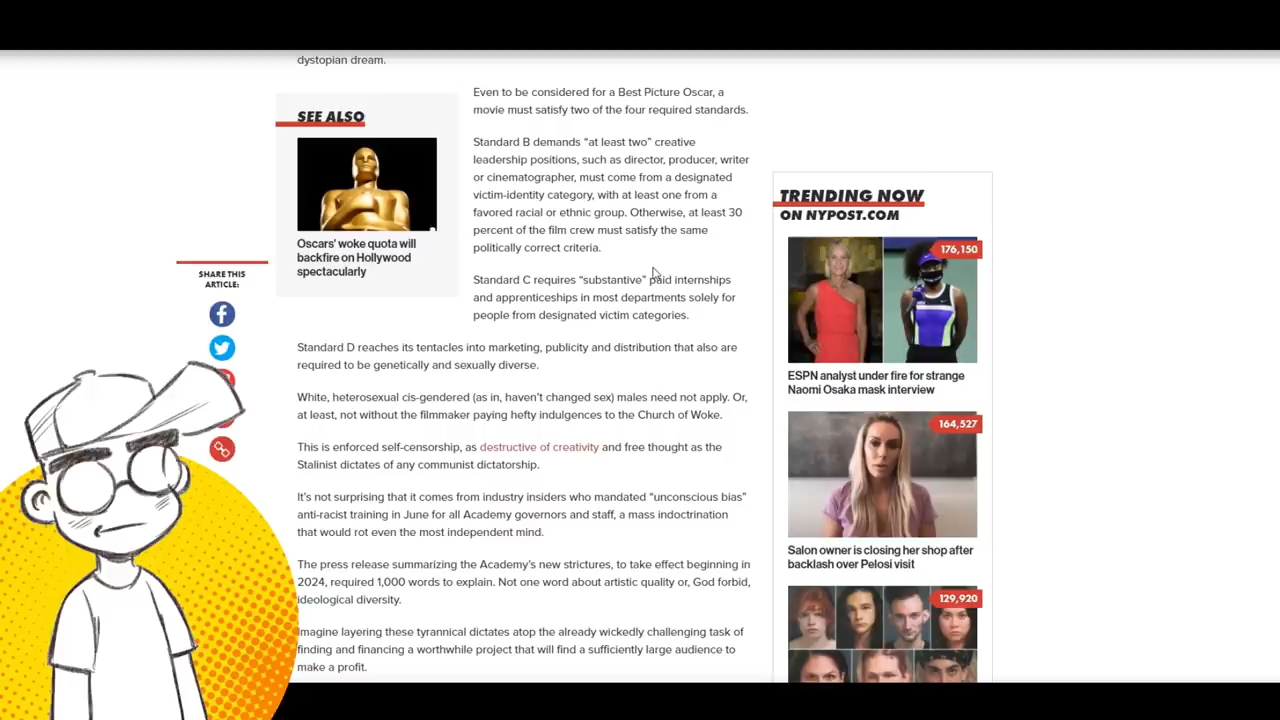 dystopian dream.
SEE ALSO
Oscars' woke quota will
backfire on Hollywood
spectacularly
SHARE THIS
ARTICLE:
Even to be considered for a Best Picture Oscar, a
movie must satisfy two of the four required standards.
Standard B demands “at least two” creative
leadership positions, such as director, producer, writer
or cinematographer, must come from a designated
victim-identity category, with at least one from a
favored racial or ethnic group. Otherwise, at least 30
percent of the film crew must satisfy the same
politically correct criteria.
Standard C requires “substantive” paid internships
and apprenticeships in most departments solely for
people from designated victim categories.
Standard D reaches its tentacles into marketing, publicity and distribution that also are
required to be genetically and sexually diverse.
White, heterosexual cis-gendered (as in, haven’t changed sex) males need not apply. Or,
at least, not without the filmmaker paying hefty indulgences to the Church of Woke.
This is enforced self-censorship, as destructive of creativity and free thought as the
Stalinist dictates of any communist dictatorship.
It’s not surprising that it comes from industry insiders who mandated “unconscious bias”
anti-racist training in June for all Academy governors and staff, a mass indoctrination
that would rot even the most independent mind.
The press release summarizing the Academy’s new strictures, to take effect beginning in
2024, required 1,000 words to explain. Not one word about artistic quality or, God forbid,
ideological diversity.
Imagine layering these tyrannical dictates atop the already wickedly challenging task of
finding and financing a worthwhile project that will find a sufficiently large audience to
make a profit.
TRENDING NOW
ON NYPOST.COM
176,150
ESPN analyst under fire for strange
Naomi Osaka mask interview
164,527
Salon owner is closing her shop after
backlash over Pelosi visit
129,920